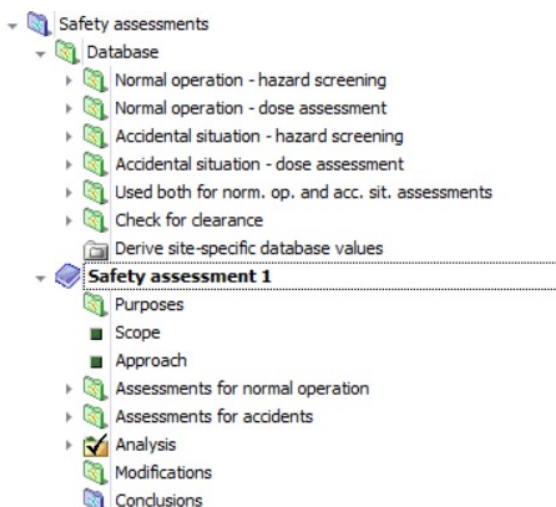 Safety assessments
Database
Normal operation - hazard screening
Normal operation - dose assessment
Accidental situation - hazard screening
Accidental situation - dose assessment
Used both for norm. op. and acc. sit. assessments
Check for clearance
Derive site-specific database values
Safety assessment 1
Purposes
Scope
Approach
Assessments for normal operation
Assessments for accidents
Analysis
Modifications
Conclusions